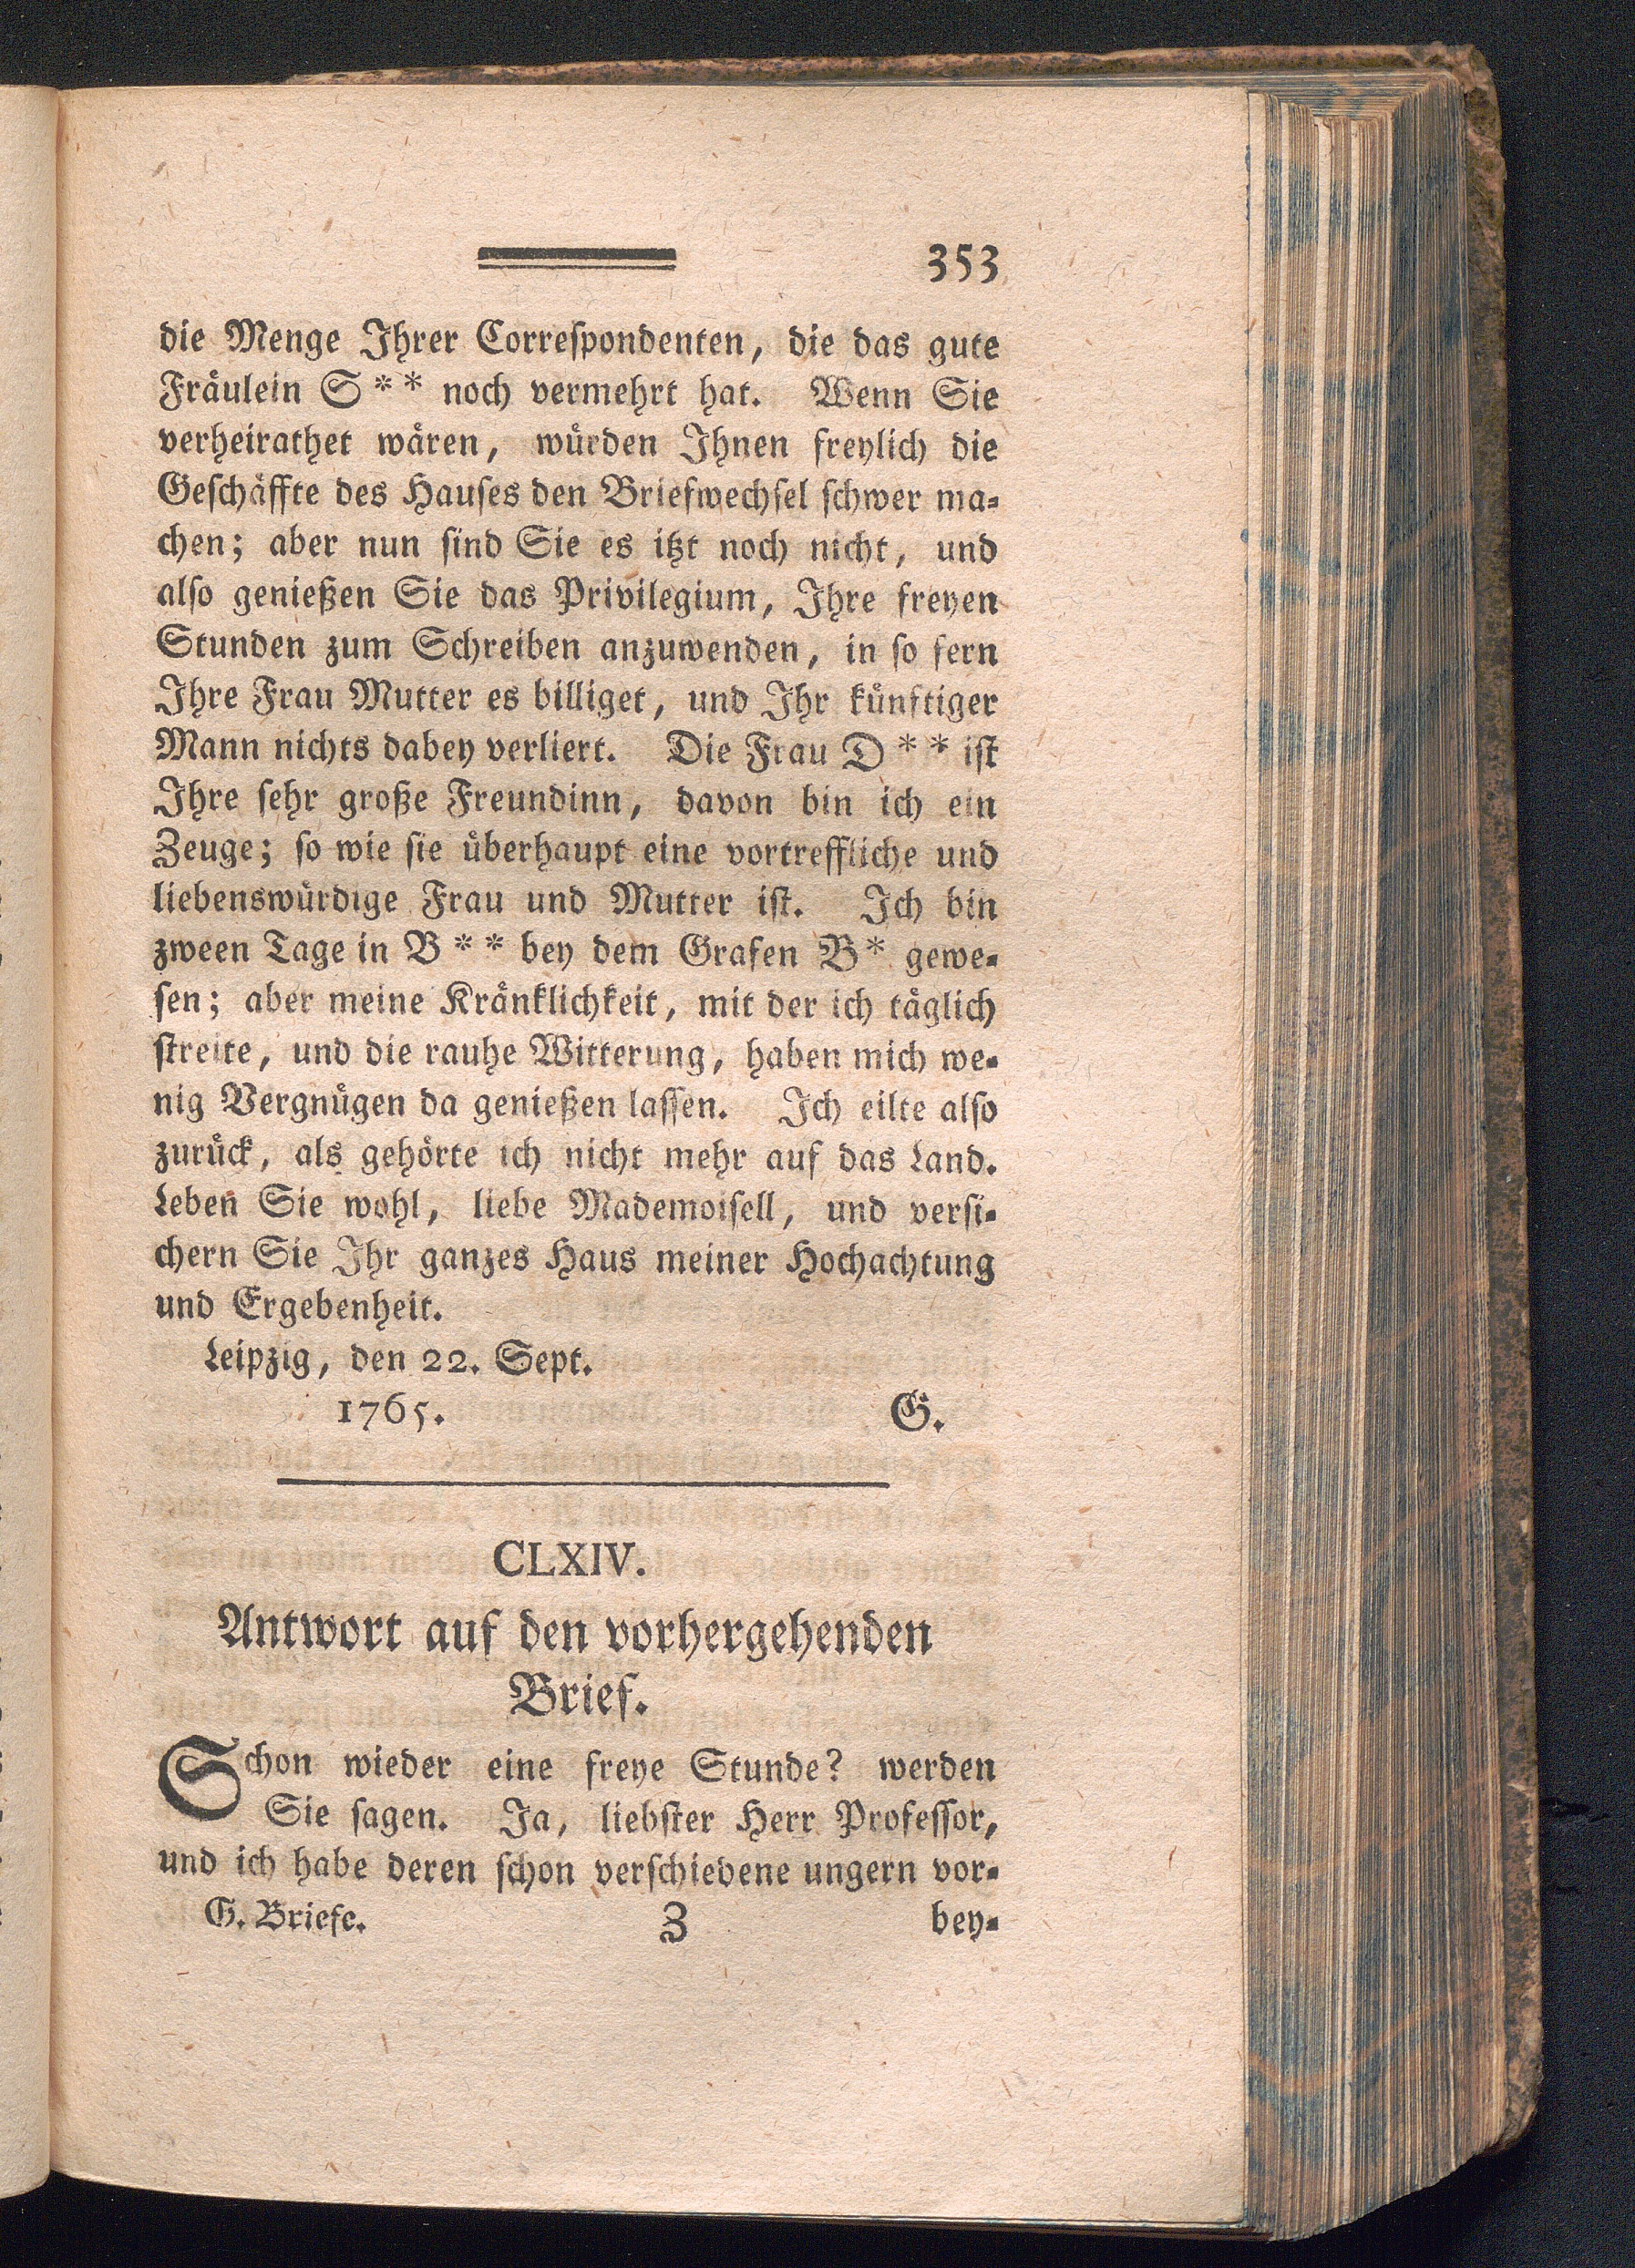 353
die Menge Ihrer Correſpondenten, die das gute
Fräulein S** noch vermehrt hat. Wenn Sie
verheirathet wären, würden Ihnen freylich die
Geſchäffte des Hauſes den Briefwechſel ſchwer ma-
chen; aber nun ſind Sie es itzt noch nicht, und
alſo genießen Sie das Privilegium, Ihre freyen
Stunden zum Schreiben anzuwenden, in ſo fern
Ihre Frau Mutter es billiget, und Ihr künftiger
Mann nichts dabey verliert. Die Frau D** iſt
Ihre ſehr große Freundinn, davon bin ich ein
Zeuge; ſo wie ſie überhaupt eine vortreffliche und
liebenswürdige Frau und Mutter iſt. Ich bin
zween Tage in B** bey dem Grafen B* gewe-
ſen; aber meine Kränklichkeit, mit der ich täglich
ſtreite, und die rauhe Witterung, haben mich we-
nig Vergnügen da genießen laſſen. Ich eilte alſo
zurück, als gehörte ich nicht mehr auf das Land.
Leben Sie wohl, liebe Mademoiſell, und verſi-
chern Sie Ihr ganzes Haus meiner Hochachtung
und Ergebenheit.
Leipzig, den 22. Sept.
1765. G.
CLXIV.
Antwort auf den vorhergehenden
Brief.
Schon wieder eine freye Stunde? werden
Sie ſagen. Ja, liebſter Herr Profeſſor,
und ich habe deren ſchon verſchiedene ungern vor-
G. Briefe. Z bey-